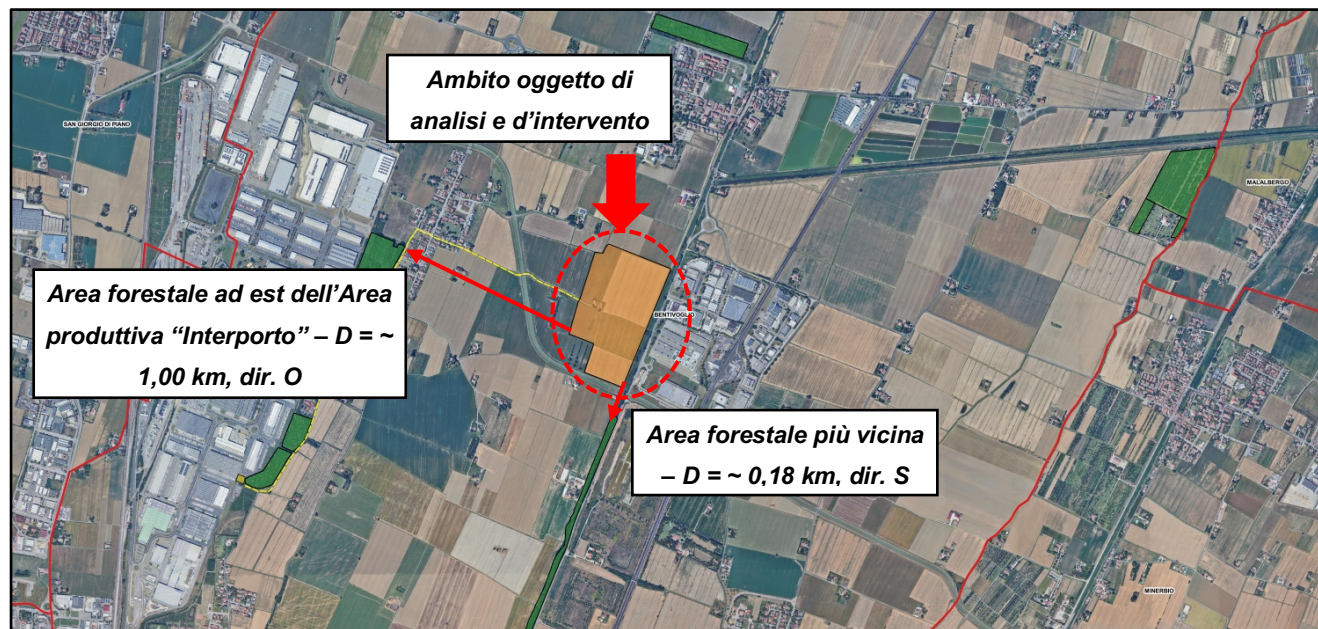 Ambito oggetto di
analisi e d'intervento
SAN GIORGIO DI PIANO
MALALBERGO
Area forestale ad est dell'Area
produttiva “Interporto” – D = ~
1,00 km, dir. O
BENTIVOGLIO
Area forestale più vicina
– D = ~ 0,18 km, dir. S
MINERBIO